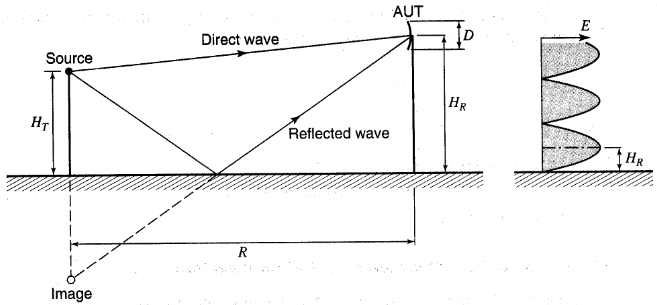 AUT
Direct wave
D
E
Source
H_T
H_R
Reflected wave
H_R
R
Image